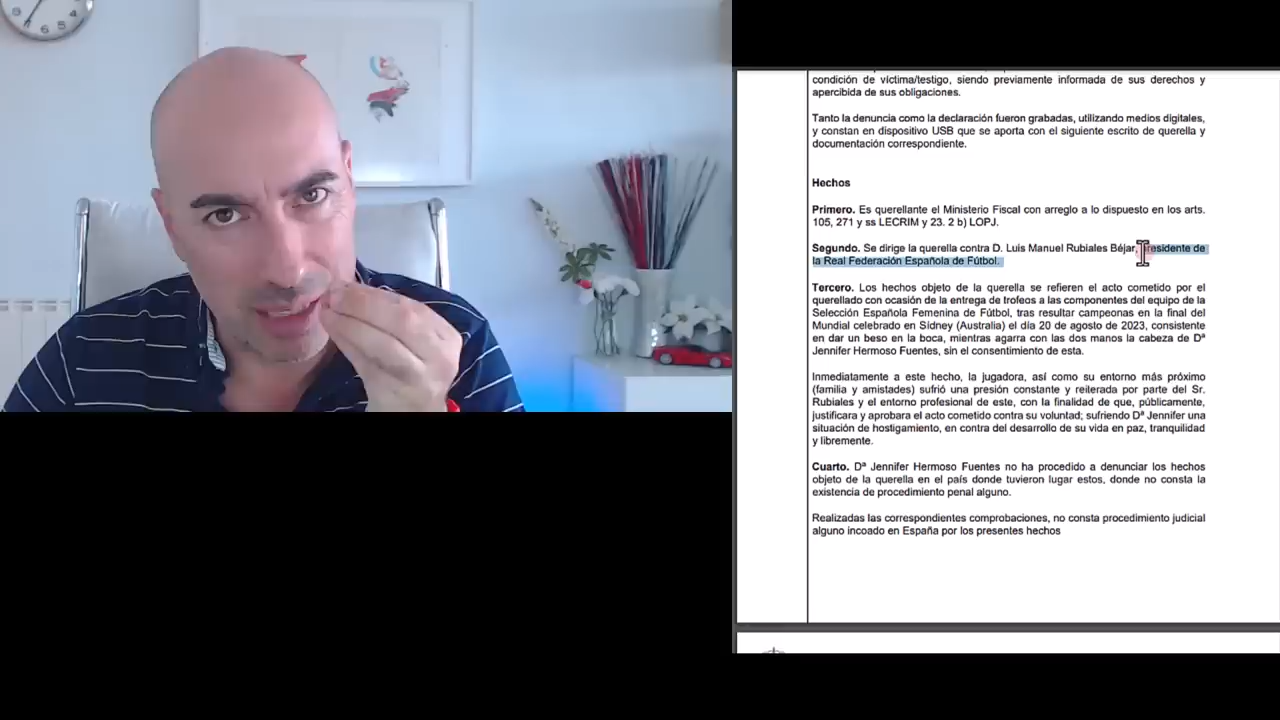 condición de víctima/testigo, siendo previamente informada de sus derechos y
apercibida de sus obligaciones.
Tanto la denuncia como la declaración fueron grabadas, utilizando medios digitales,
y constan en dispositivo USB que se aporta con el siguiente escrito de querella y
documentación correspondiente.
Hechos
Primero. Es querellante el Ministerio Fiscal con arreglo a lo dispuesto en los arts.
105, 271 y ss LECRIM y 23. 2 b) LOPJ.
Segundo. Se dirige la querella contra D. Luis Manuel Rubiales Béjar, presidente de
la Real Federación Española de Fútbol.
Tercero. Los hechos objeto de la querella se refieren el acto cometido por el
querellado con ocasión de la entrega de trofeos a las componentes del equipo de la
Selección Española Femenina de Fútbol, tras resultar campeonas en la final del
Mundial celebrado en Sídney (Australia) el día 20 de agosto de 2023, consistente
en dar un beso en la boca, mientras agarra con las dos manos la cabeza de Dª
Jennifer Hermoso Fuentes, sin el consentimiento de esta.
Inmediatamente a este hecho, la jugadora, así como su entorno más próximo
(familia y amistades) sufrió una presión constante y reiterada por parte del Sr.
Rubiales y el entorno profesional de este, con la finalidad de que, públicamente,
justificara y aprobara el acto cometido contra su voluntad; sufriendo Dª Jennifer una
situación de hostigamiento, en contra del desarrollo de su vida en paz, tranquilidad
y libremente.
Cuarto. Dª Jennifer Hermoso Fuentes no ha procedido a denunciar los hechos
objeto de la querella en el país donde tuvieron lugar estos, donde no consta la
existencia de procedimiento penal alguno.
Realizadas las correspondientes comprobaciones, no consta procedimiento judicial
alguno incoado en España por los presentes hechos